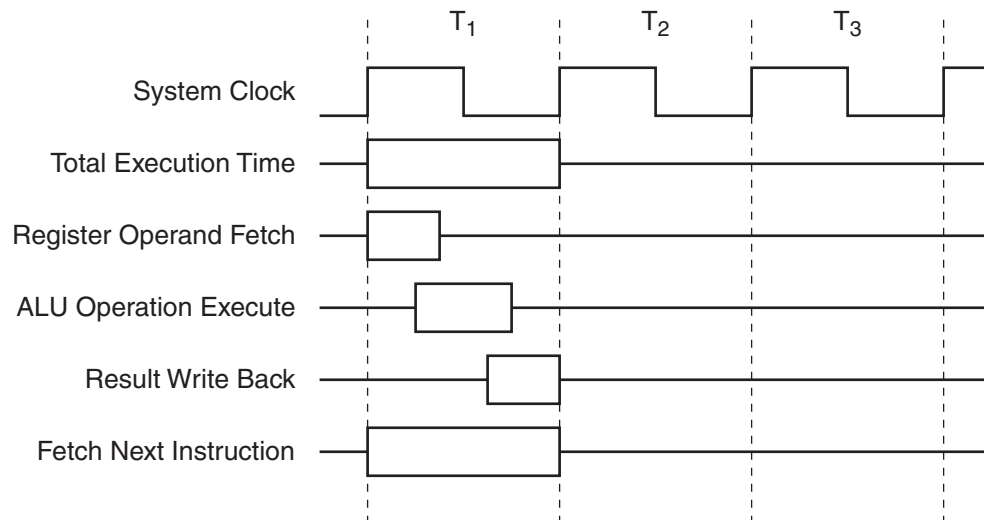 T₁ T₂ T₃
System Clock
Total Execution Time
Register Operand Fetch
ALU Operation Execute
Result Write Back
Fetch Next Instruction